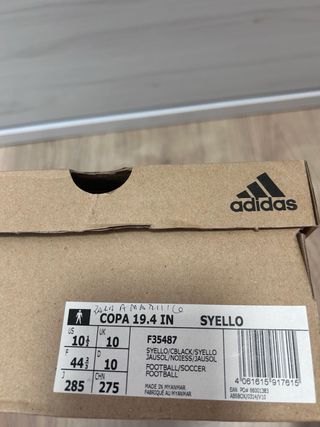 adidas
COPA 19.4 IN SYELLO
US 10½ UK 10 F35487
F 44⅔ D 10 SYELLO/CBLACK/SYELLO
JAUSOL/NOIESS/JAUSOL
J 285 CHN 275 FOOTBALL/SOCCER
FOOTBALL
MADE IN MYANMAR
FABRIQUÉ AU MYANMAR
4 061615 917615